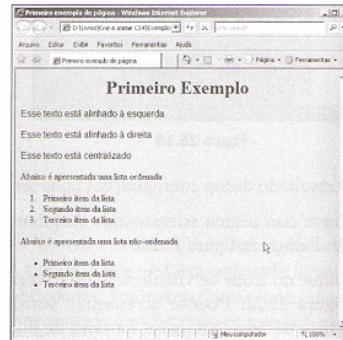 Primeiro exemplo de página - Windows Internet Explorer
Arquivo Editar Exibir Favoritos Ferramentas Ajuda
Primeiro exemplo de página
Página
Ferramentas
Primeiro Exemplo
Esse texto está alinhado à esquerda
Esse texto está alinhado à direita
Esse texto está centralizado
Abaixo é apresentada uma lista ordenada
1. Primeiro item da lista
2. Segundo item da lista
3. Terceiro item da lista
Abaixo é apresentada uma lista não-ordenada
• Primeiro item da lista
• Segundo item da lista
• Terceiro item da lista
Meu computador
100%